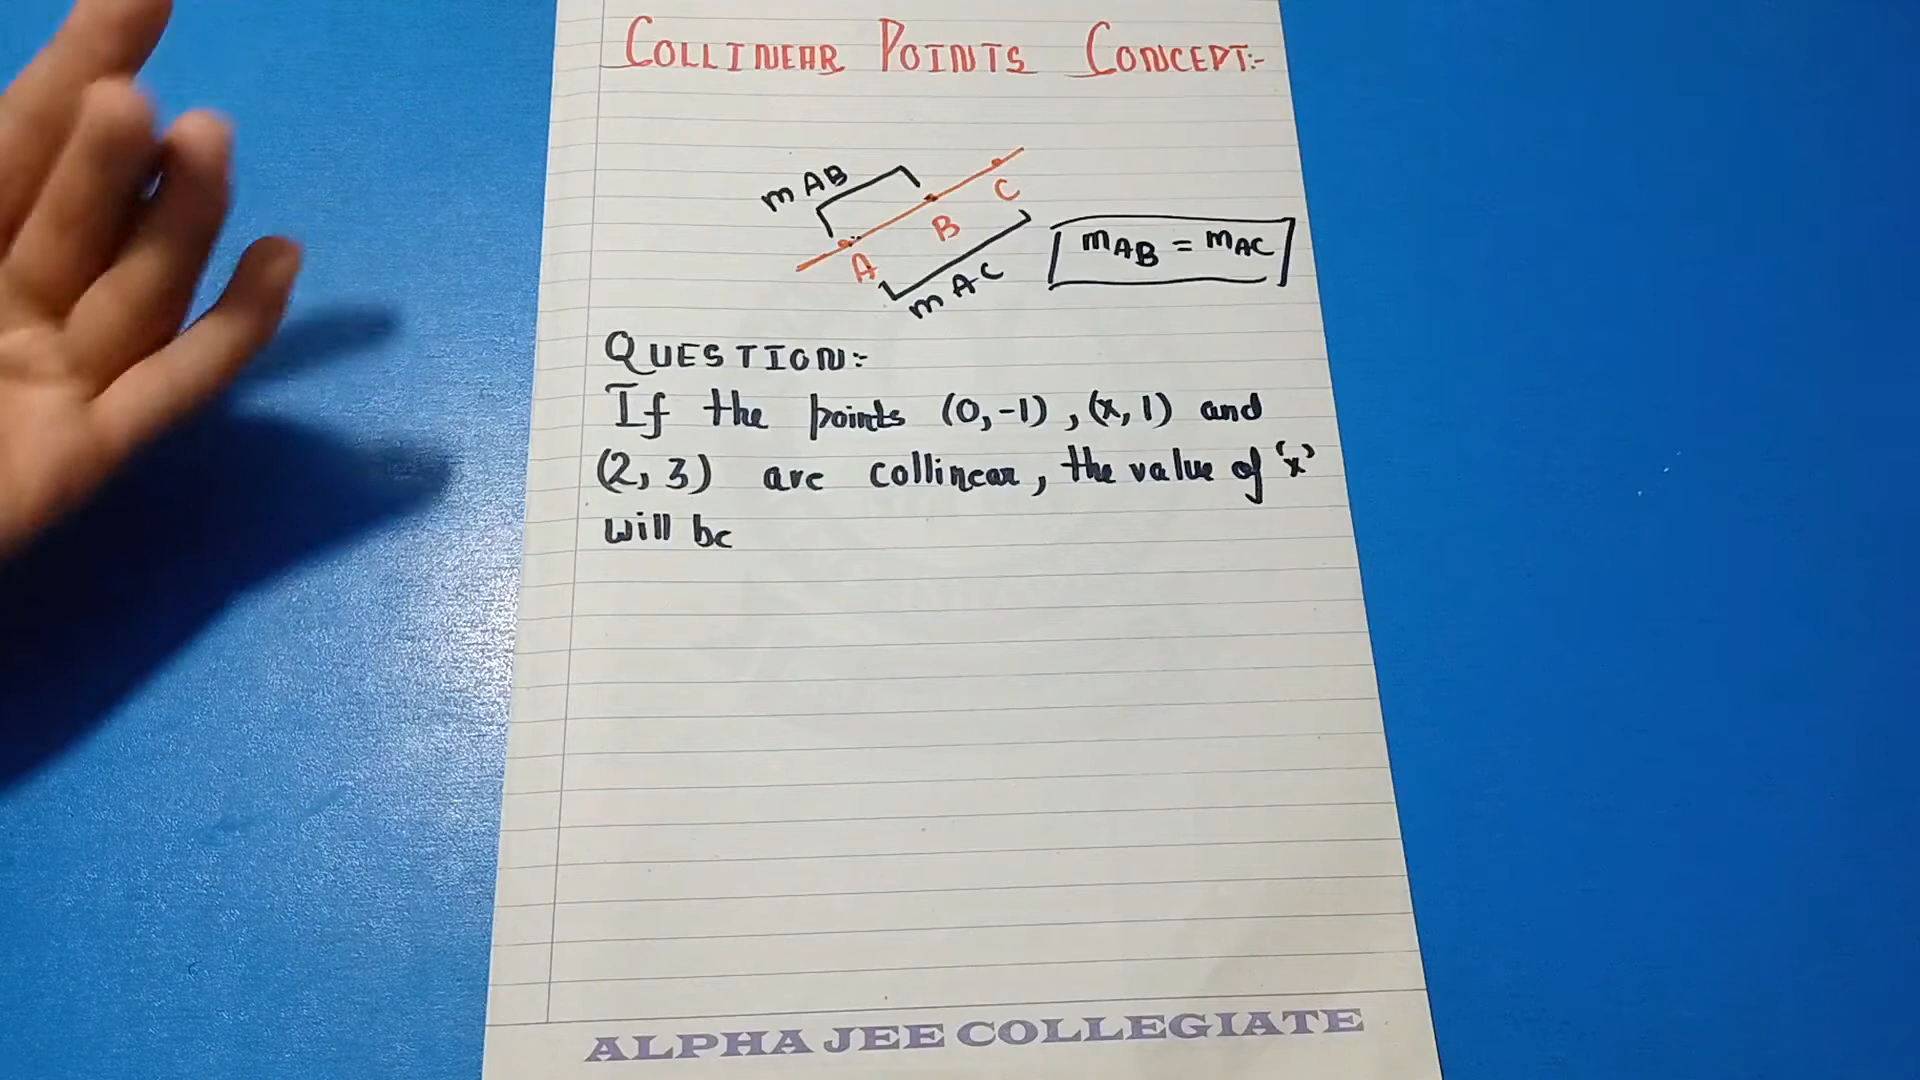 COLLINEAR POINTS CONCEPT:-
mAB
C
B
mAB = mAC
A
mAC
QUESTION:-
If the points (0,-1), (x, 1) and
(2, 3) are collinear, the value of 'x'
will be
ALPHA JEE COLLEGIATE